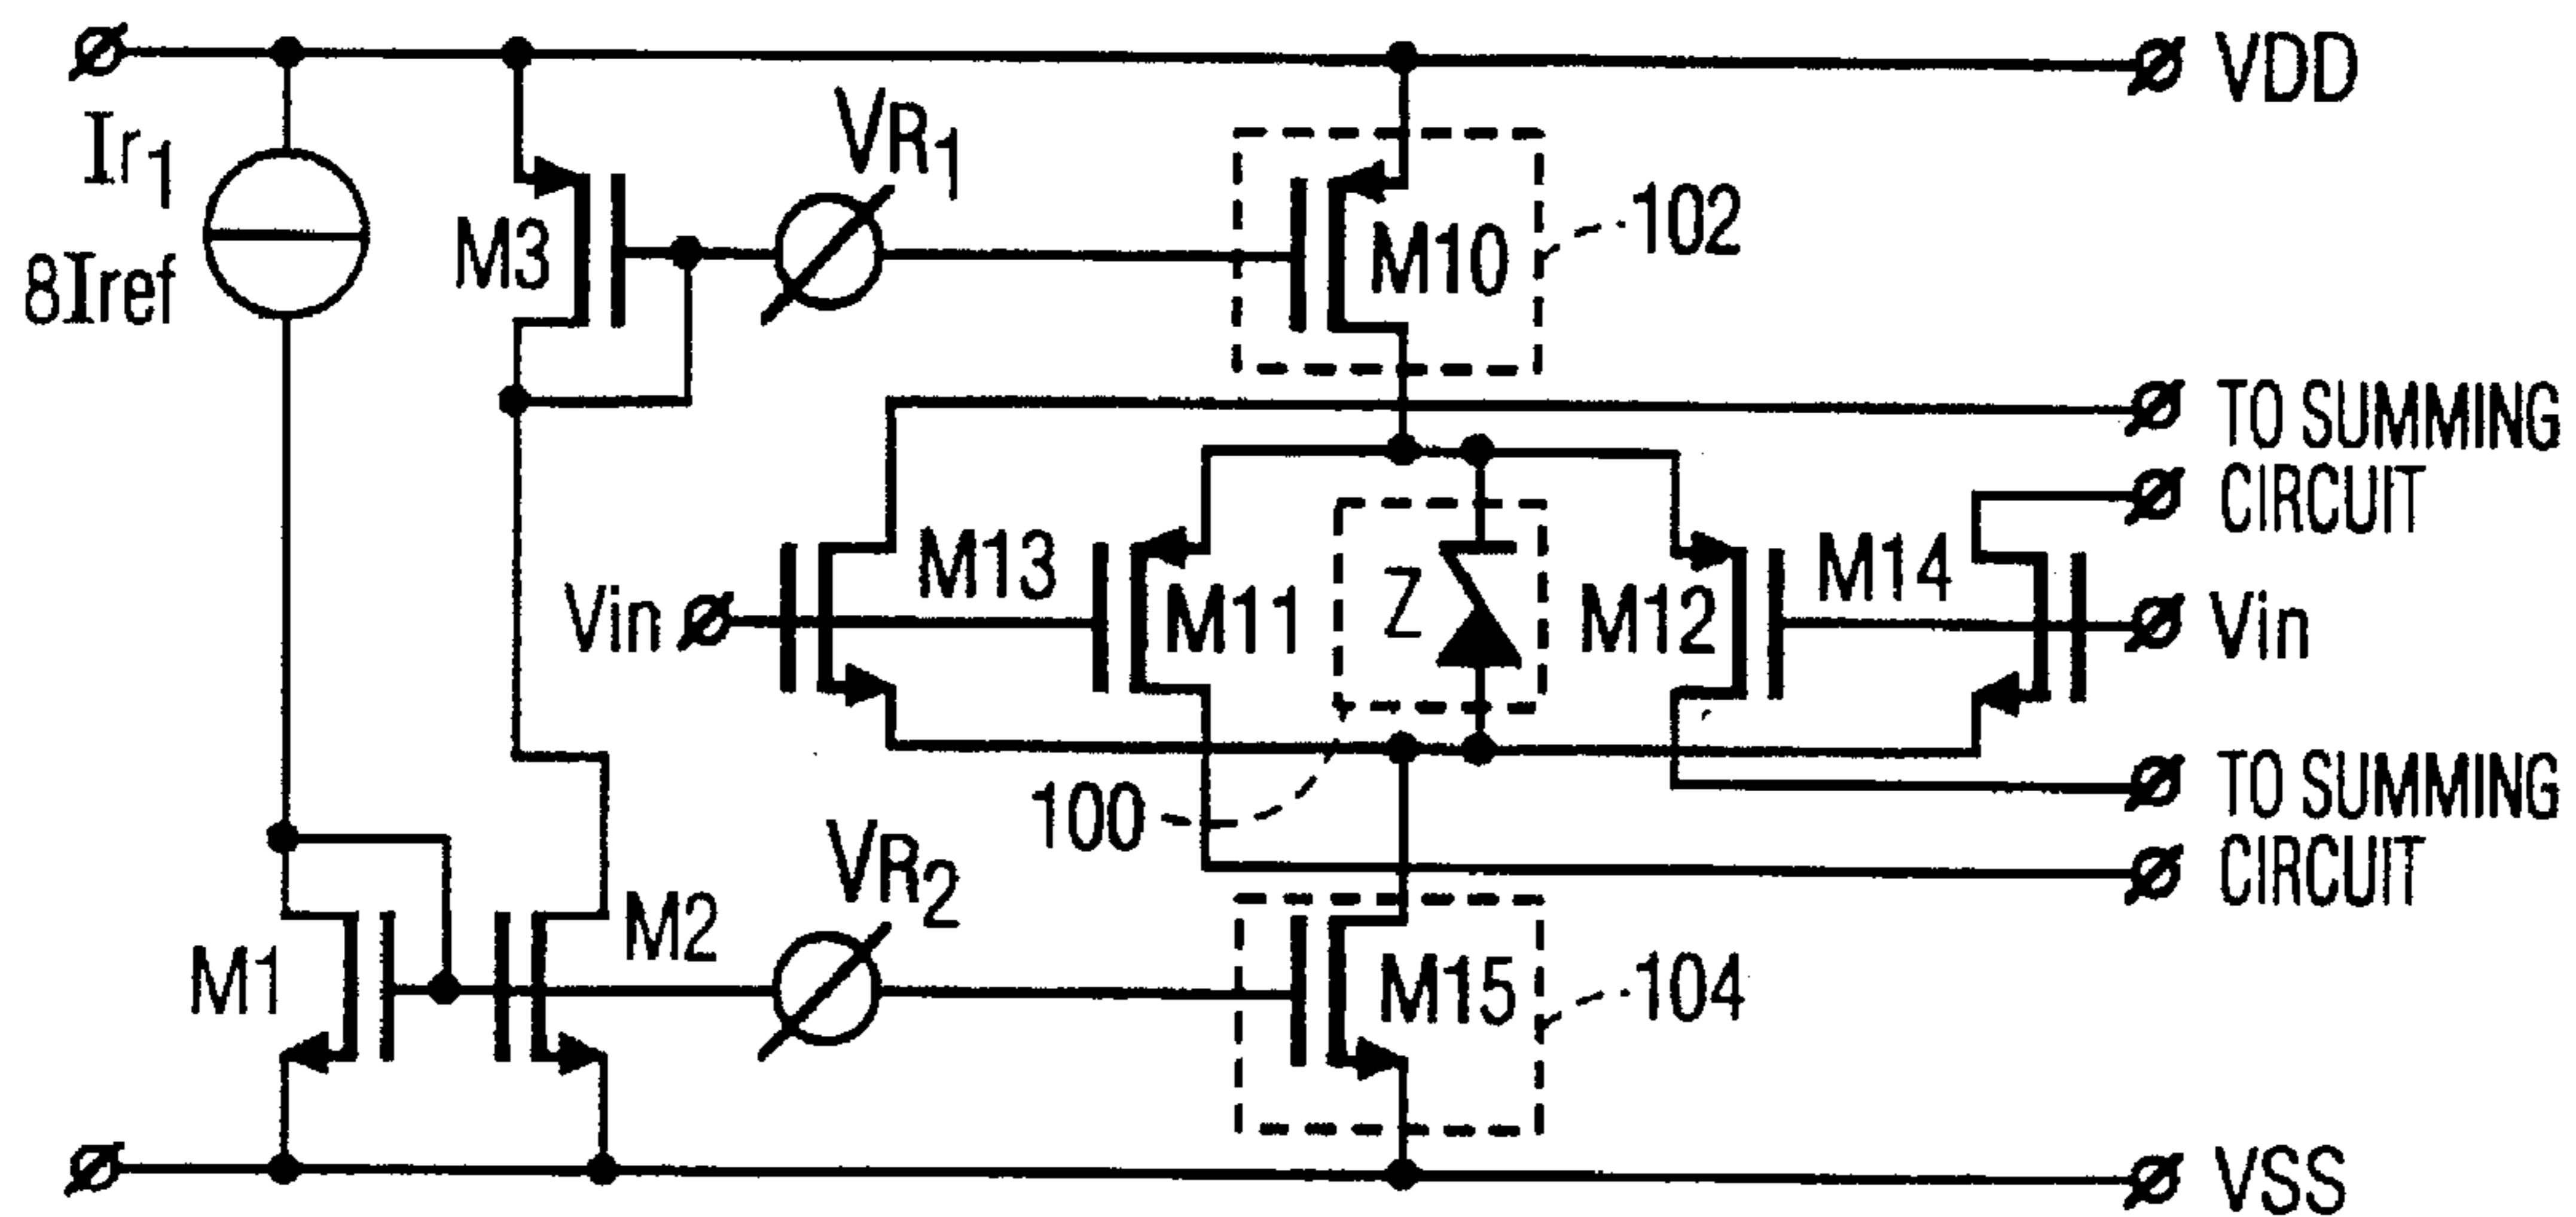 VDD
Ir1
VR1
M3
102
M10
8Iref
TO SUMMING
CIRCUIT
M13
M14
Z
Vin
M11
M12
Vin
100
TO SUMMING
CIRCUIT
VR2
M2
M1
M15
104
VSS